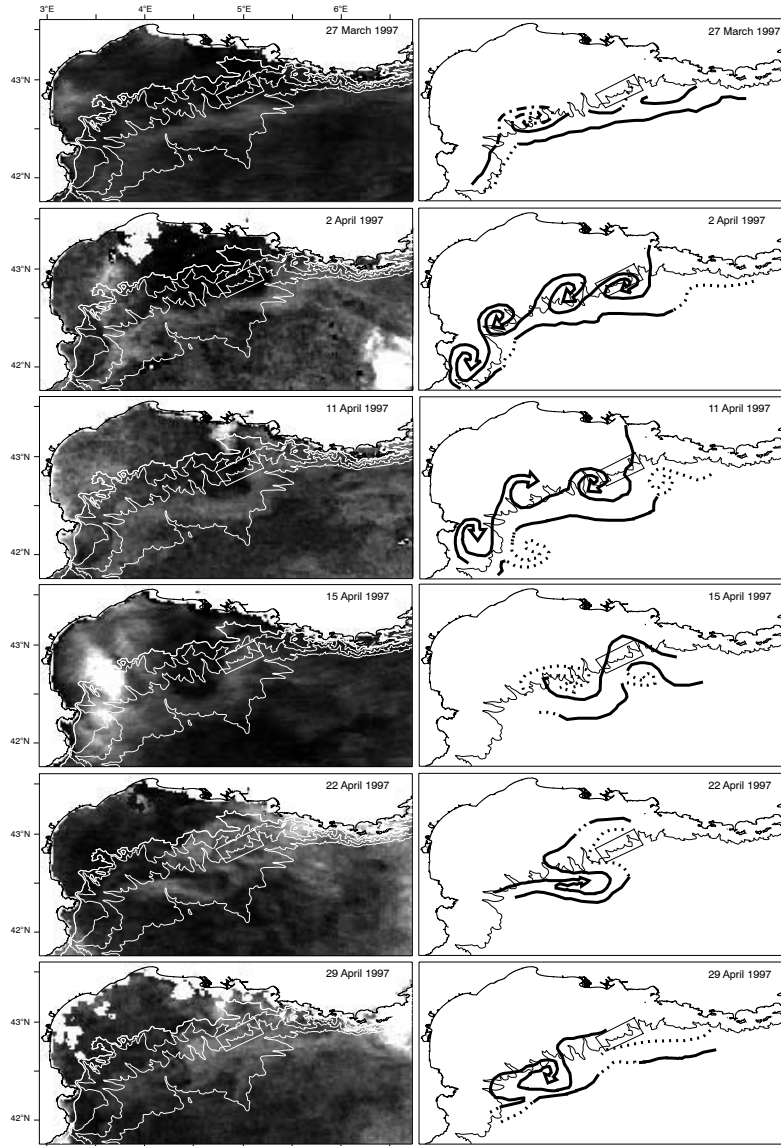 3°E 4°E 5°E 6°E
27 March 1997 27 March 1997
43°N
42°N
2 April 1997 2 April 1997
43°N
42°N
11 April 1997 11 April 1997
43°N
42°N
15 April 1997 15 April 1997
43°N
42°N
22 April 1997 22 April 1997
43°N
42°N
29 April 1997 29 April 1997
43°N
42°N